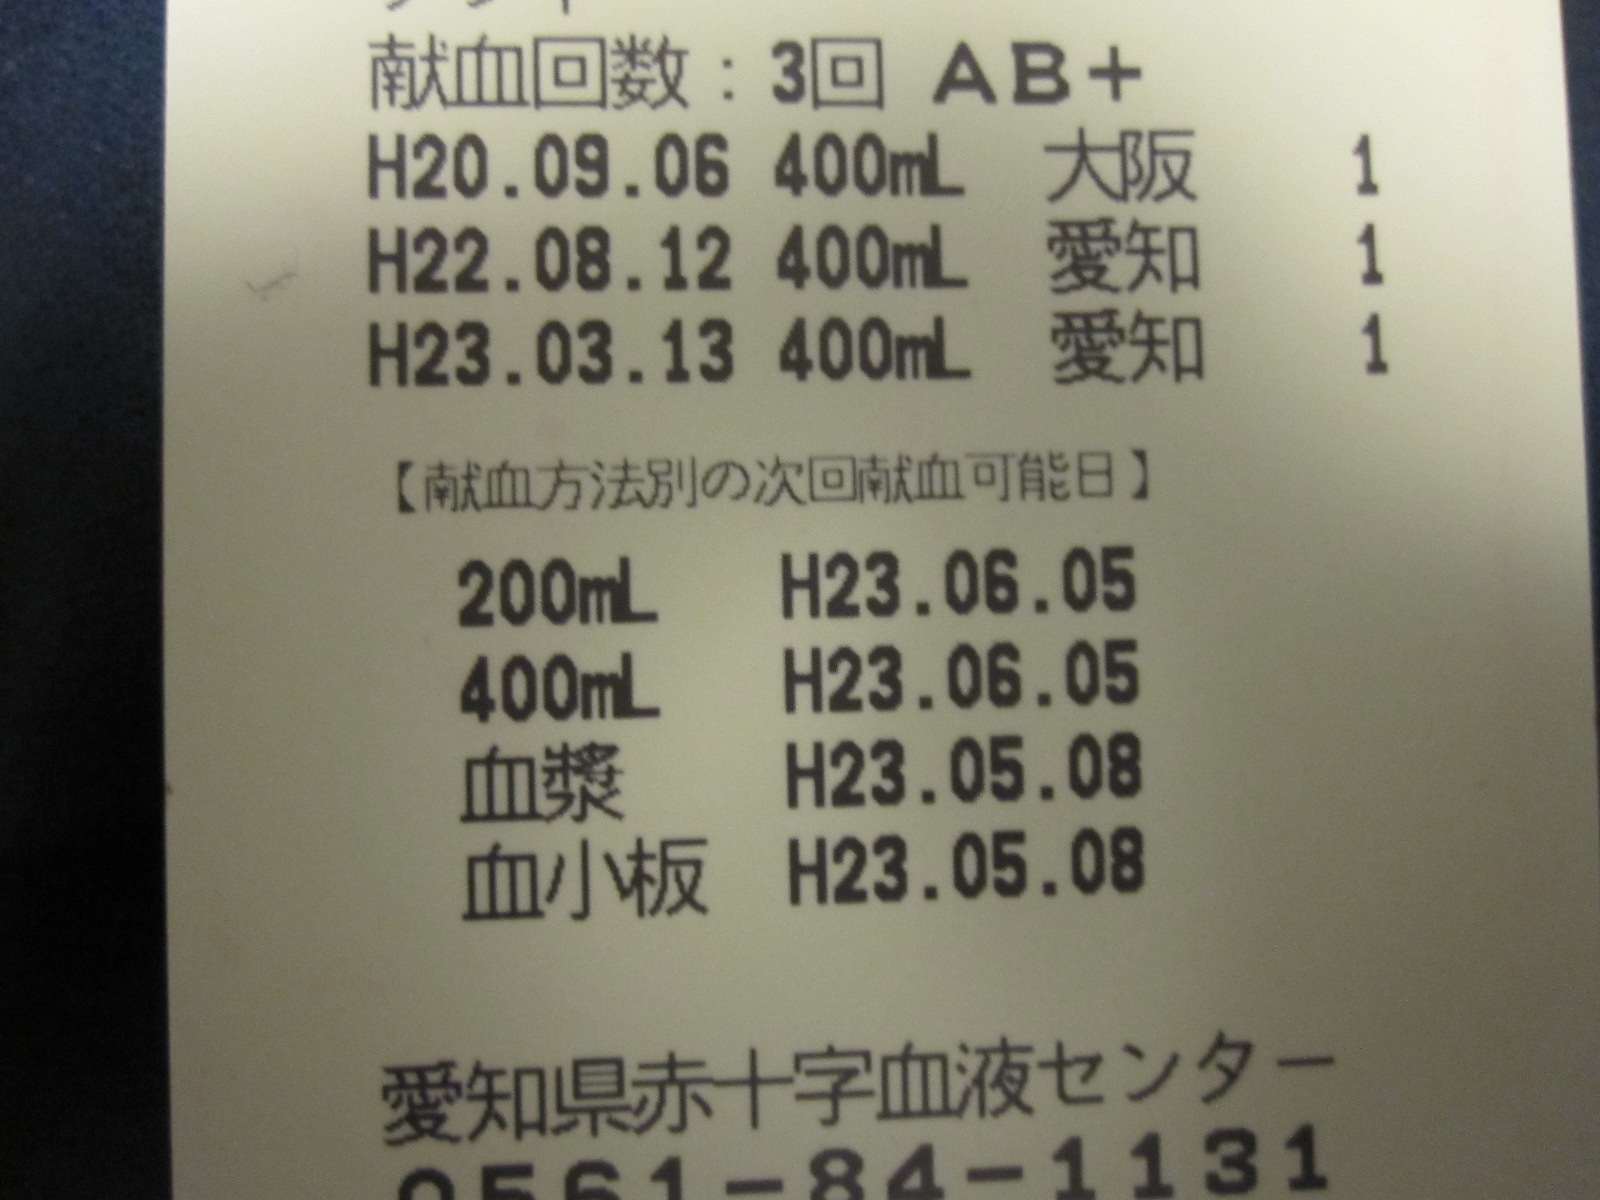 献血回数：3回 AB+
H20.09.06 400mL 大阪 1
H22.08.12 400mL 愛知 1
H23.03.13 400mL 愛知 1
【献血方法別の次回献血可能日】
200mL H23.06.05
400mL H23.06.05
血漿 H23.05.08
血小板 H23.05.08
愛知県赤十字血液センター
0561-84-1131